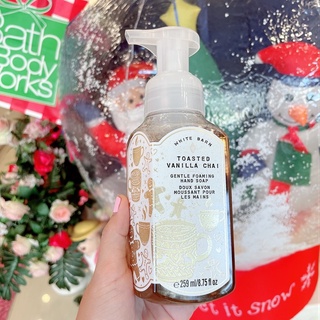 Bath
Body
Works
WHITE BARN
TOASTED
VANILLA CHAI
GENTLE FOAMING
HAND SOAP
DOUX SAVON
MOUSSANT POUR
LES MAINS
e 259 ml/8.75 fl oz
let it snow